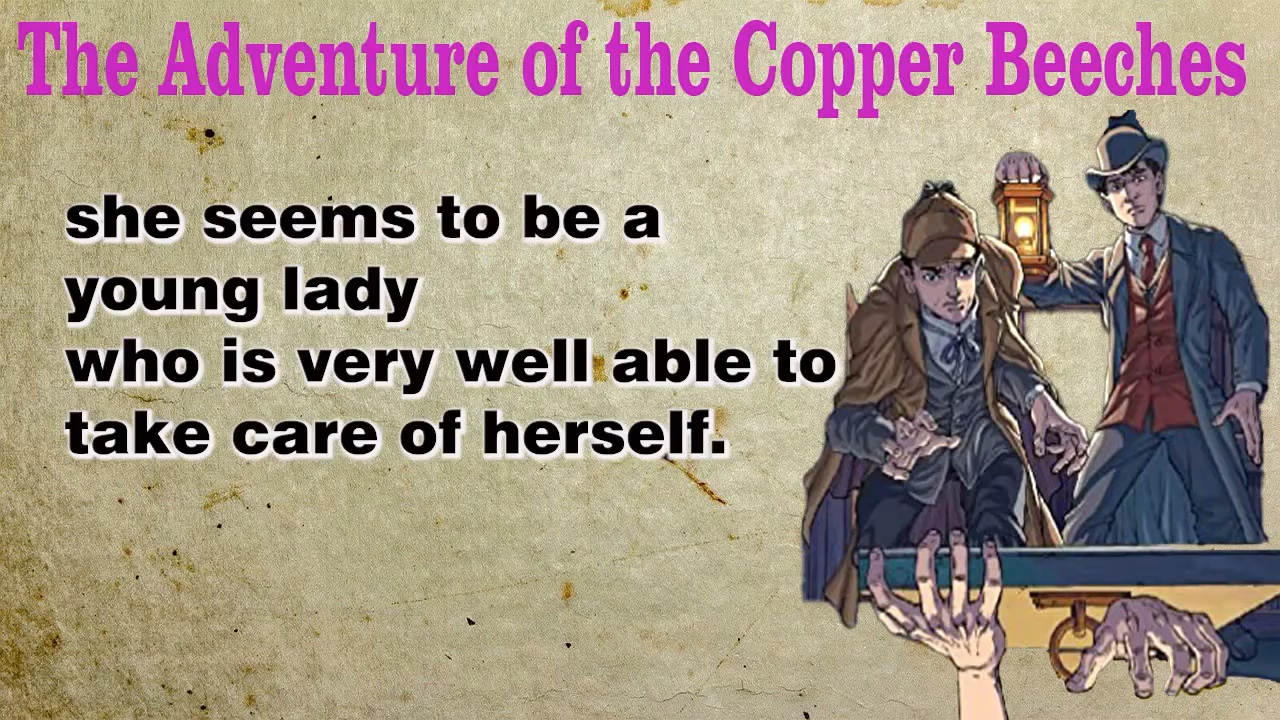 The Adventure of the Copper Beeches
she seems to be a
young lady
who is very well able to
take care of herself.